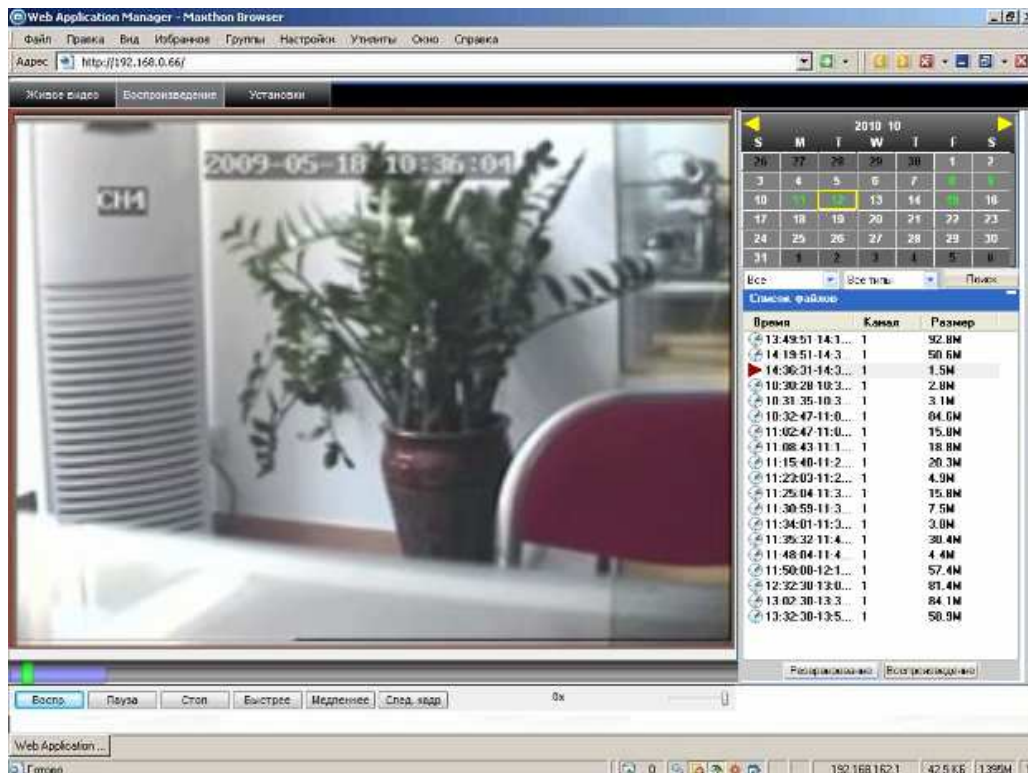 Web Application Manager - Maxthon Browser
Файл Правка Вид Избранное Группы Настройки Утилиты Окно Справка
Адрес http://192.168.0.66/
Живое видео Воспроизведение Установки
2009-05-18 10:36:04
CH4
2010 10
S M T W T F S
26 27 28 29 30 1 2
3 4 5 6 7 8 9
10 11 12 13 14 15 16
17 18 19 20 21 22 23
24 25 26 27 28 29 30
31 1 2 3 4 5 6
Все Все типы Поиск
Список файлов
Время Канал Размер
13:49:51-14:1... 1 92.8M
14:19:51-14:3... 1 50.6M
14:36:31-14:3... 1 1.5M
10:30:28-10:3... 1 2.8M
10:31:35-10:3... 1 3.1M
10:32:47-11:0... 1 84.6M
11:02:47-11:0... 1 15.8M
11:08:43-11:1... 1 18.8M
11:15:40-11:2... 1 20.3M
11:23:03-11:2... 1 4.9M
11:25:04-11:3... 1 15.8M
11:30:59-11:3... 1 7.5M
11:34:01-11:3... 1 3.0M
11:35:32-11:4... 1 30.4M
11:48:04-11:4... 1 4.4M
11:50:00-12:1... 1 57.4M
12:32:30-13:0... 1 81.4M
13:02:30-13:3... 1 84.1M
13:32:30-13:5... 1 50.9M
Резервирование Воспроизведение
Воспр. Пауза Стоп Быстрее Медленнее След. кадр 0x
Web Application ...
Готово 0 192.168.162.1 42.5 КБ 1395M